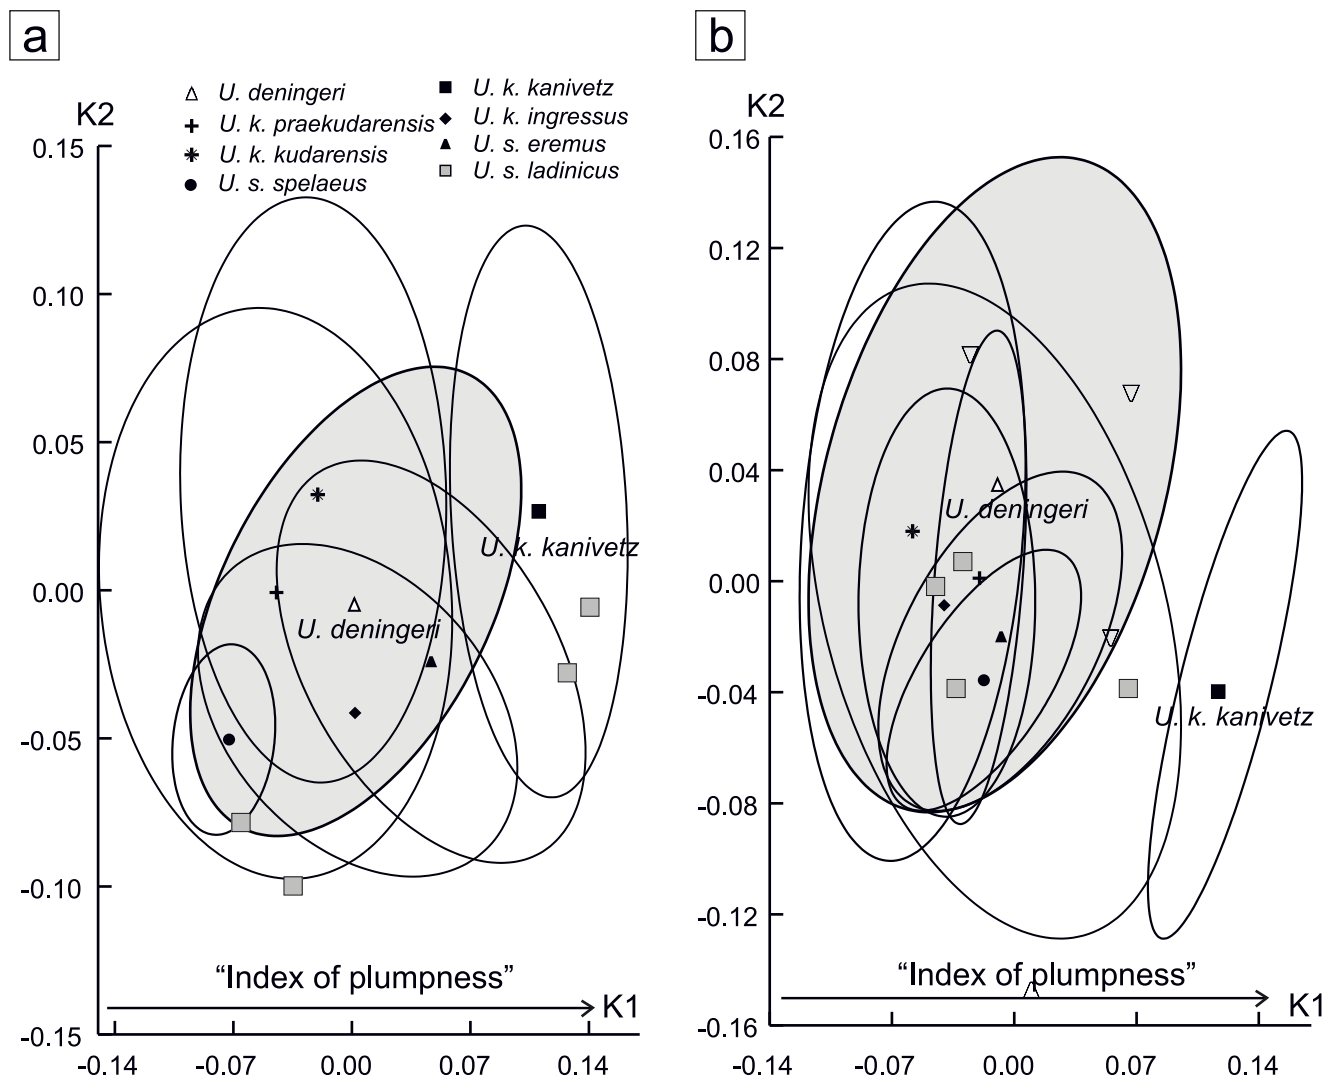 a
K2
U. deningeri
U. k. praekudarensis
U. k. kudarensis
U. s. spelaeus
U. k. kanivetz
U. k. ingressus
U. s. eremus
U. s. ladinicus
0.15
0.10
0.05
0.00
-0.05
-0.10
-0.15
U. k. kanivetz
U. deningeri
“Index of plumpness”
K1
-0.14 -0.07 0.00 0.07 0.14
b
K2
0.16
0.12
0.08
0.04
0.00
-0.04
-0.08
-0.12
-0.16
U. deningeri
U. k. kanivetz
“Index of plumpness”
K1
-0.14 -0.07 0.00 0.07 0.14